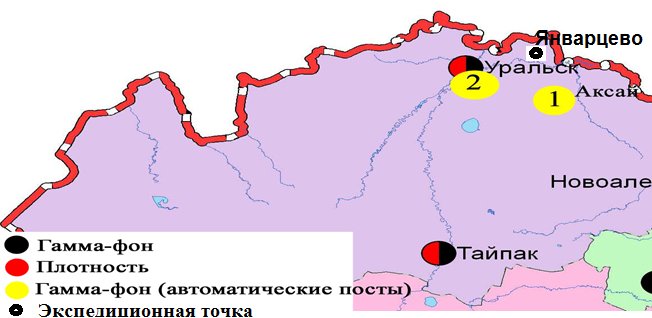 Январцево
Уральск
2
1
Аксай
Новоале
Тайпак
Гамма-фон
Плотность
Гамма-фон (автоматические посты)
Экспедиционная точка